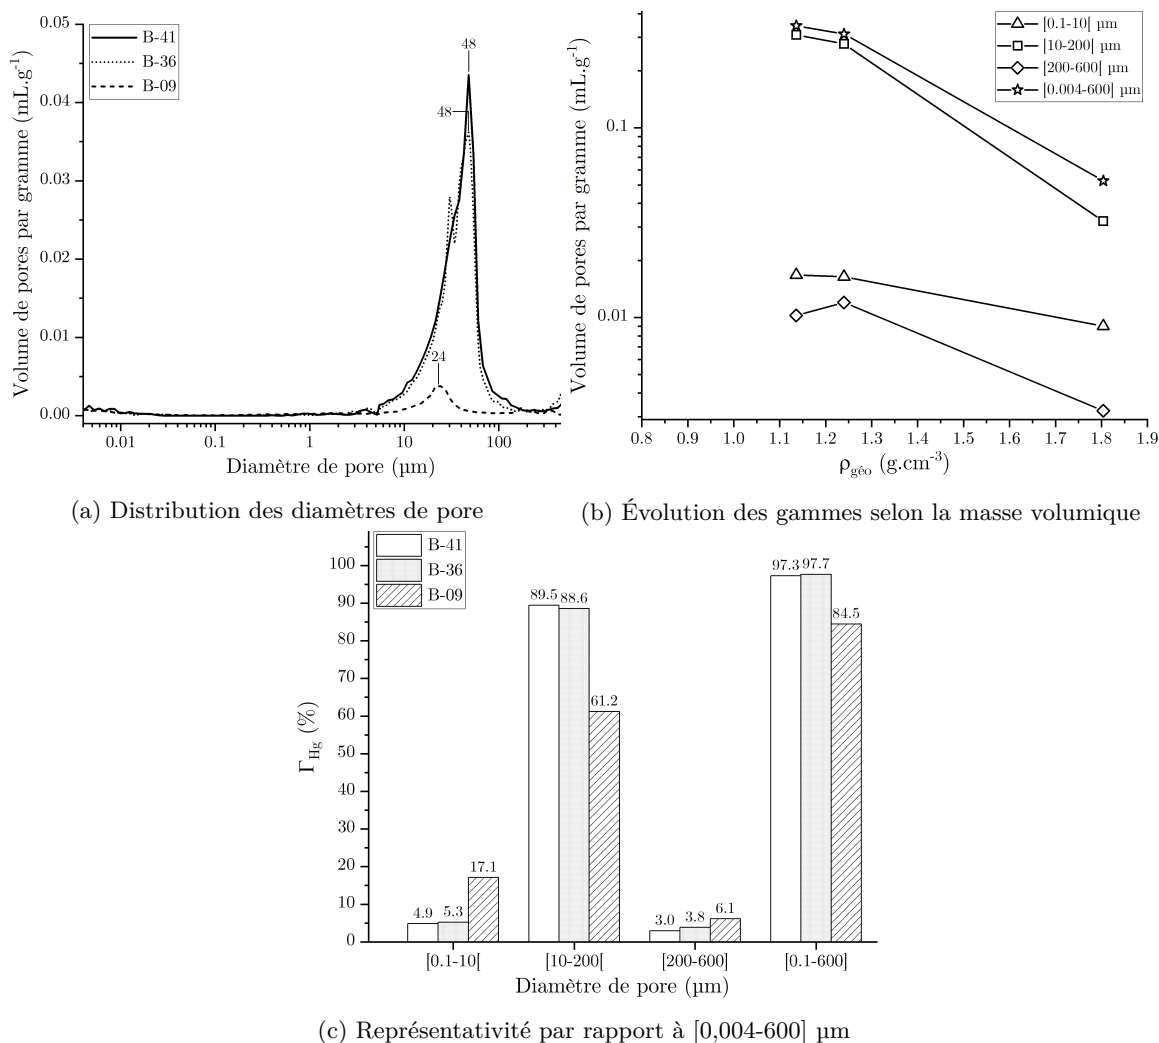 B-41
B-36
B-09
48
48
24
0.05
0.04
0.03
0.02
0.01
0.00
Volume de pores par gramme (mL.g-1)
0.01 0.1 1 10 100
Diamètre de pore (µm)
(a) Distribution des diamètres de pore
[0.1-10[ µm
[10-200[ µm
[200-600[ µm
[0.004-600[ µm
0.1
0.01
Volume de pores par gramme (mL.g-1)
0.8 0.9 1.0 1.1 1.2 1.3 1.4 1.5 1.6 1.7 1.8 1.9
ρgéo (g.cm-3)
(b) Évolution des gammes selon la masse volumique
B-41
B-36
B-09
100
90
80
70
60
50
40
30
20
10
0
ΓHg (%)
4.9 5.3 17.1
89.5 88.6 61.2
3.0 3.8 6.1
97.3 97.7 84.5
[0.1-10[ [10-200[ [200-600] [0.1-600]
Diamètre de pore (µm)
(c) Représentativité par rapport à [0,004-600] µm